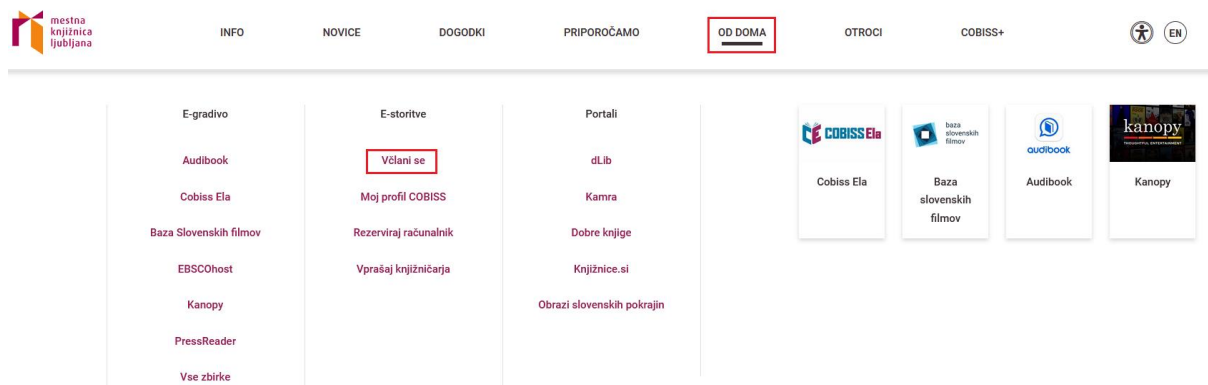 mestna
knjižnica
ljubljana
INFO
NOVICE
DOGODKI
PRIPOROČAMO
OD DOMA
OTROCI
COBISS+
EN
E-gradivo
Audibook
Cobiss Ela
Baza Slovenskih filmov
EBSCOhost
Kanopy
PressReader
Vse zbirke
E-storitve
Včlani se
Moj profil COBISS
Rezerviraj računalnik
Vprašaj knjižničarja
Portali
dLib
Kamra
Dobre knjige
Knjižnice.si
Obrazi slovenskih pokrajin
COBISS Ela
Cobiss Ela
baza
slovenskih
filmov
Baza
slovenskih
filmov
audibook
Audibook
kanopy
THOUGHTFUL ENTERTAINMENT
Kanopy